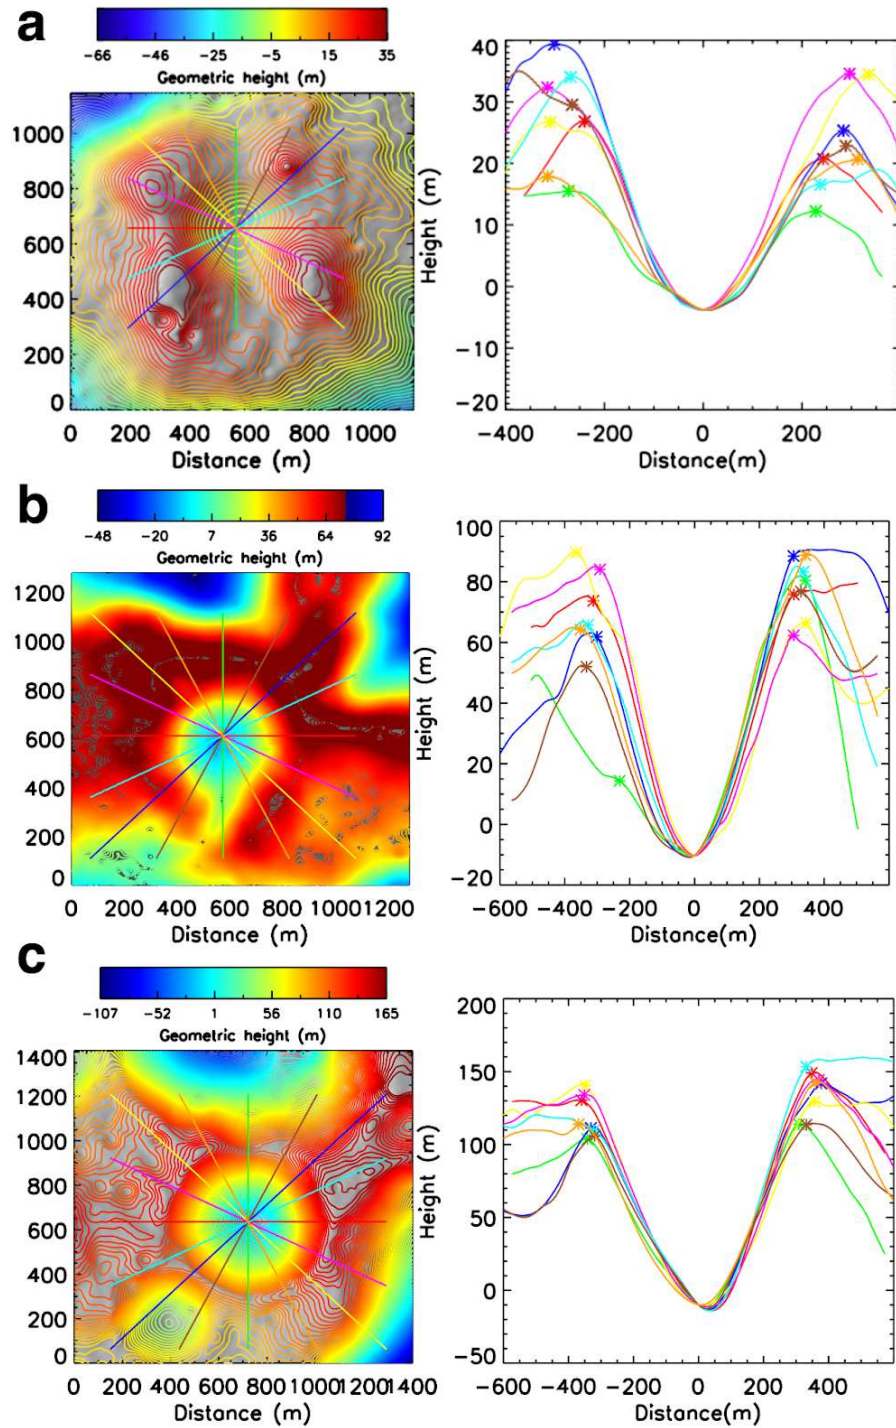 a
-66 -46 -25 -5 15 35
Geometric height (m)
1000
800
600
400
200
0
0 200 400 600 800 1000
Distance (m)
Height (m)
40
30
20
10
0
-10
-20
-400 -200 0 200
Distance(m)
b
-48 -20 7 36 64 92
Geometric height (m)
1200
1000
800
600
400
200
0
0 200 400 600 800 10001200
Distance (m)
Height (m)
100
80
60
40
20
0
-20
-600 -400 -200 0 200 400
Distance(m)
c
-107 -52 1 56 110 165
Geometric height (m)
1400
1200
1000
800
600
400
200
0
0 200 400 600 800 100012001400
Distance (m)
Height (m)
200
150
100
50
0
-50
-600 -400 -200 0 200 400
Distance(m)